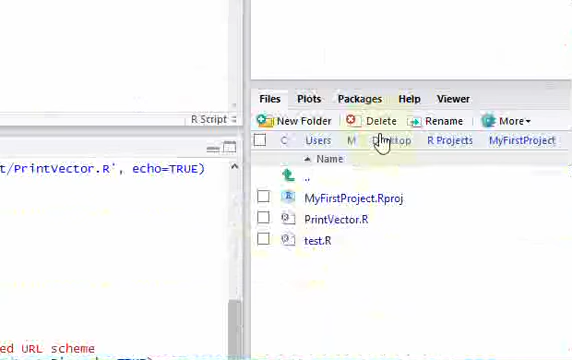 Files Plots Packages Help Viewer
R Script
New Folder Delete Rename More
C Users M Desktop R Projects MyFirstProject
Name
t/PrintVector.R`, echo=TRUE)
..
MyFirstProject.Rproj
PrintVector.R
test.R
ed URL scheme